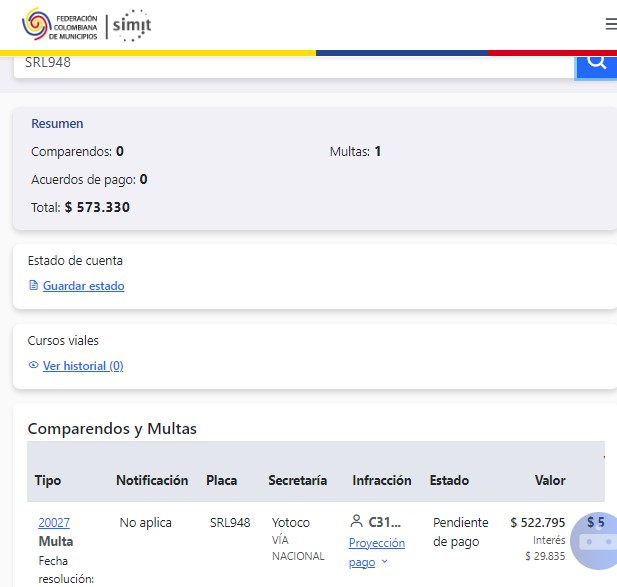 FEDERACIÓN
COLOMBIANA
DE MUNICIPIOS
simit
SRL948
Resumen
Comparendos: 0
Multas: 1
Acuerdos de pago: 0
Total: $ 573.330
Estado de cuenta
Guardar estado
Cursos viales
Ver historial (0)
Comparendos y Multas
Tipo Notificación Placa Secretaría Infracción Estado Valor
20027 No aplica SRL948 Yotoco C31... Pendiente $ 522.795 $ 5
Multa VÍA Proyección de pago Interés
Fecha NACIONAL pago $ 29.835
resolución: